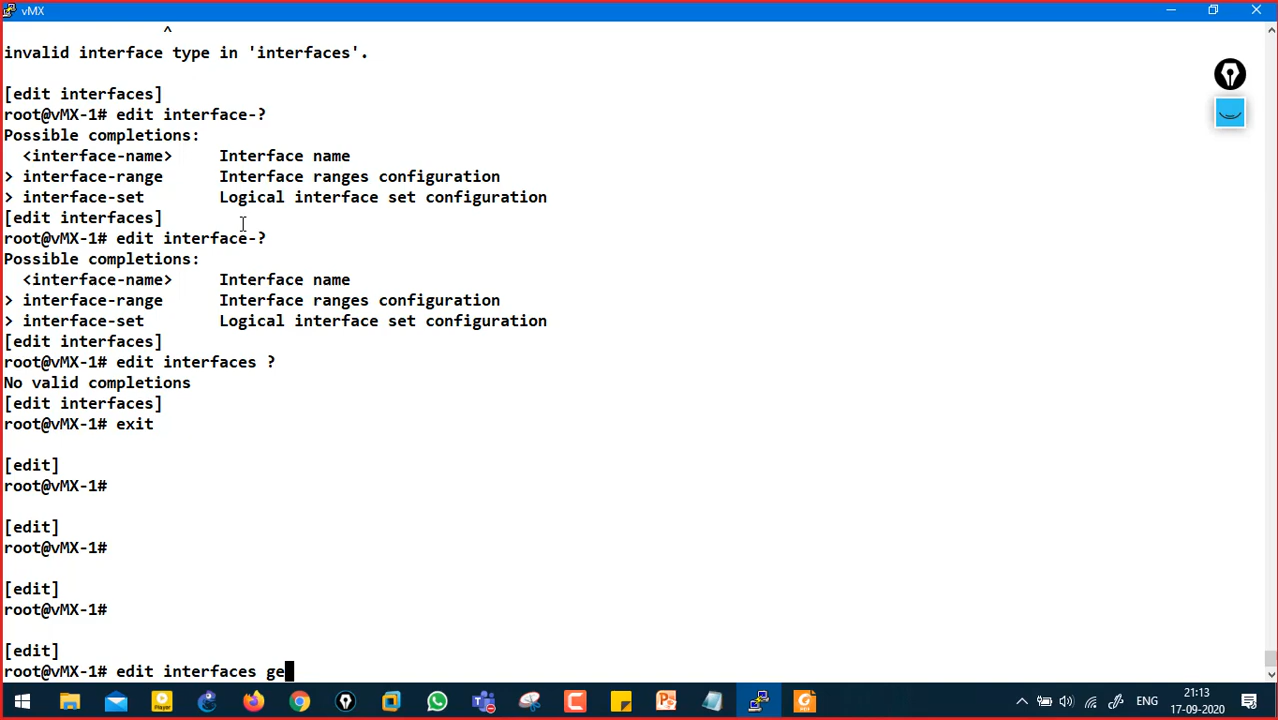 vMX
^
invalid interface type in 'interfaces'.
[edit interfaces]
root@vMX-1# edit interface-?
Possible completions:
<interface-name> Interface name
> interface-range Interface ranges configuration
> interface-set Logical interface set configuration
[edit interfaces]
root@vMX-1# edit interface-?
Possible completions:
<interface-name> Interface name
> interface-range Interface ranges configuration
> interface-set Logical interface set configuration
[edit interfaces]
root@vMX-1# edit interfaces ?
No valid completions
[edit interfaces]
root@vMX-1# exit
[edit]
root@vMX-1#
[edit]
root@vMX-1#
[edit]
root@vMX-1#
[edit]
root@vMX-1# edit interfaces ge
Player
ENG
21:13
17-09-2020